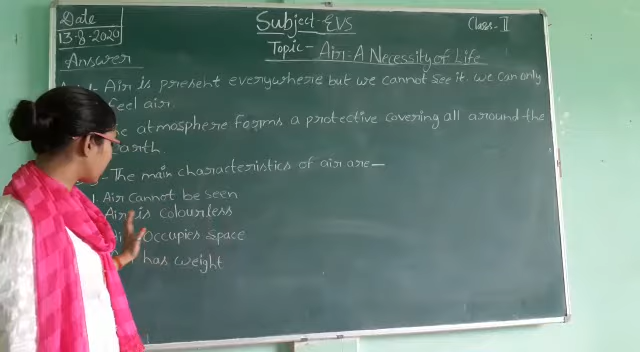 Date
13-8-2020
Subject-EVS
Class-II
Topic-Air: A Necessity of Life
Answer
Air is present everywhere but we cannot see it. We can only
feel air.
atmosphere forms a protective covering all around the
The main characteristics of air are—
1. Air cannot be seen
Air is colourless
Occupies space
has weight